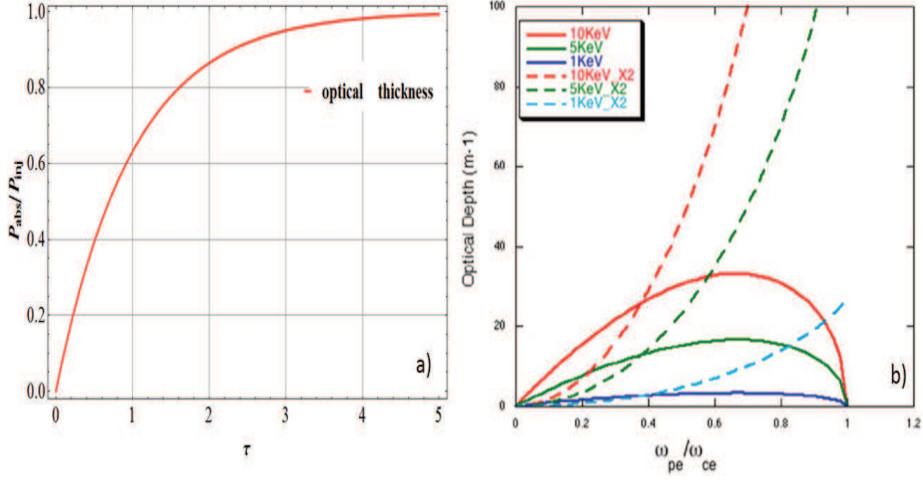 1.0
0.8
0.6
0.4
0.2
0.0
P_abs/P_inj
optical thickness
a)
0 1 2 3 4 5
τ
100
80
60
40
20
0
Optical Depth (m-1)
10KeV
5KeV
1KeV
10KeV_X2
5KeV_X2
1KeV_X2
b)
0 0.2 0.4 0.6 0.8 1 1.2
ω_pe/ω_ce